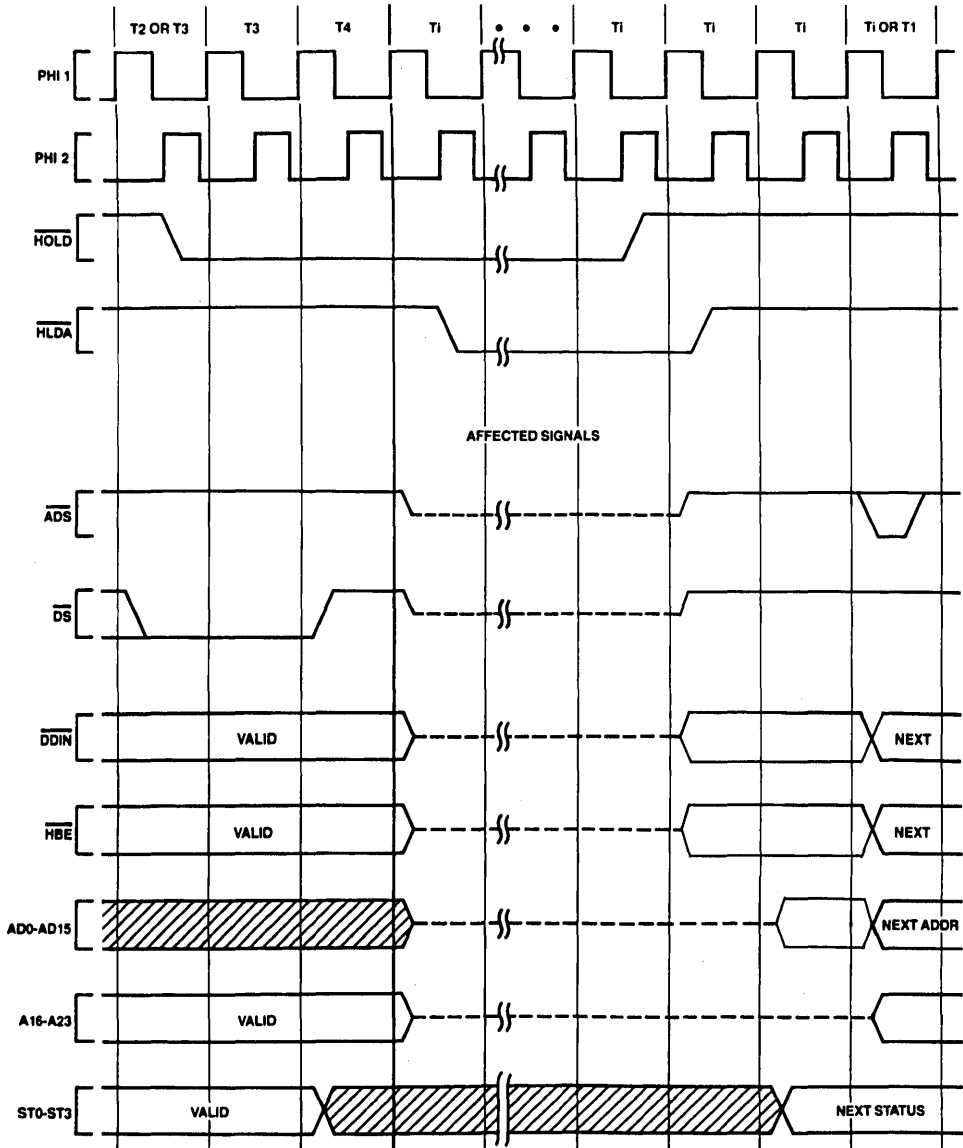 T2 OR T3 T3 T4 Ti • • • Ti Ti Ti Ti OR T1
PHI 1
PHI 2
HOLD
HLDA
AFFECTED SIGNALS
ADS
DS
DDIN VALID NEXT
HBE VALID NEXT
AD0-AD15 NEXT ADDR
A16-A23 VALID
ST0-ST3 VALID NEXT STATUS